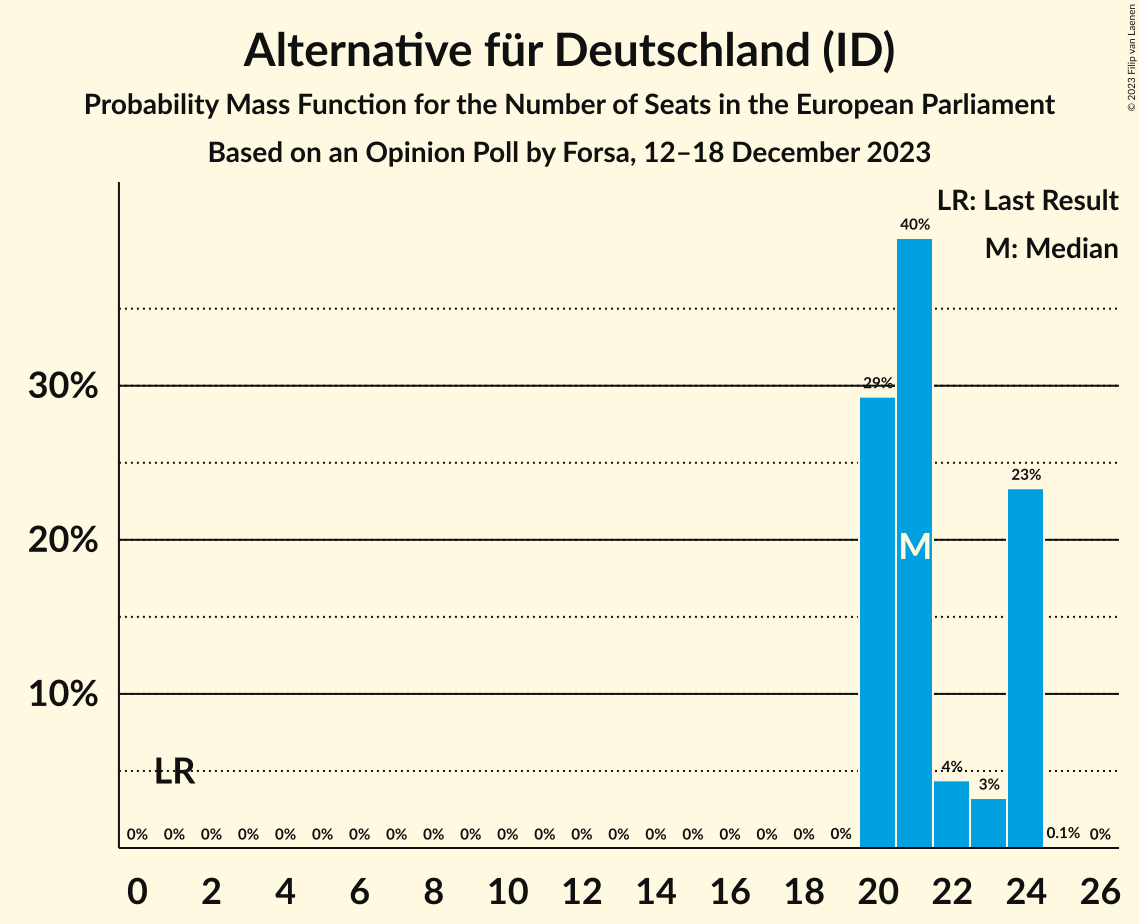 Alternative für Deutschland (ID)
Probability Mass Function for the Number of Seats in the European Parliament
Based on an Opinion Poll by Forsa, 12–18 December 2023
© 2023 Filip van Laenen
LR: Last Result
M: Median
40%
30%
29%
23%
20%
M
10%
LR
4%
3%
0% 0% 0% 0% 0% 0% 0% 0% 0% 0% 0% 0% 0% 0% 0% 0% 0% 0% 0% 0% 0.1% 0%
0 2 4 6 8 10 12 14 16 18 20 22 24 26